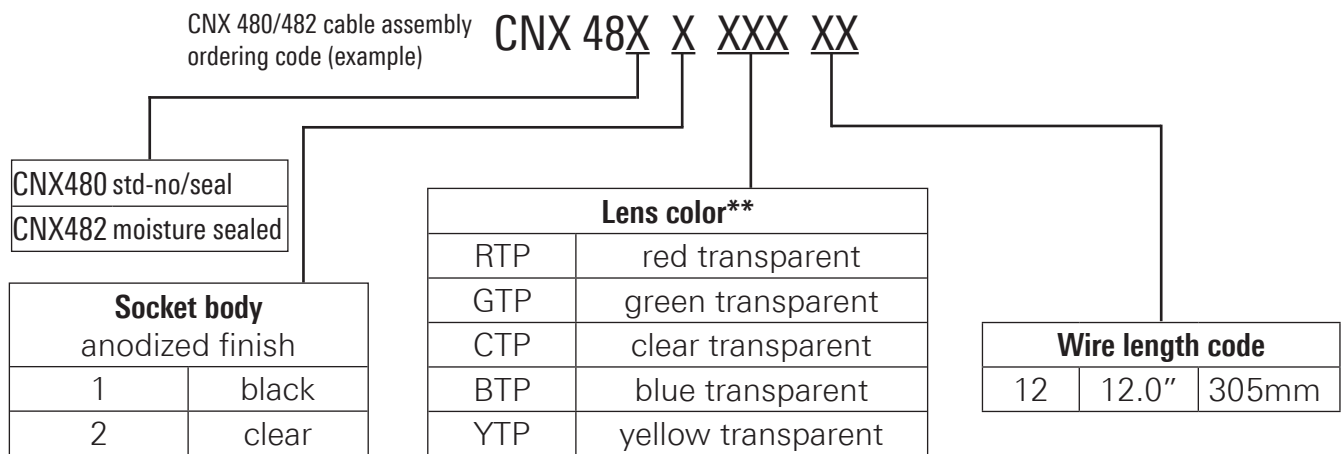 CNX 480/482 cable assembly
ordering code (example)
CNX 48X X XXX XX
CNX480 std-no/seal
CNX482 moisture sealed
Socket body
anodized finish
1 black
2 clear
Lens color**
RTP red transparent
GTP green transparent
CTP clear transparent
BTP blue transparent
YTP yellow transparent
Wire length code
12 12.0” 305mm